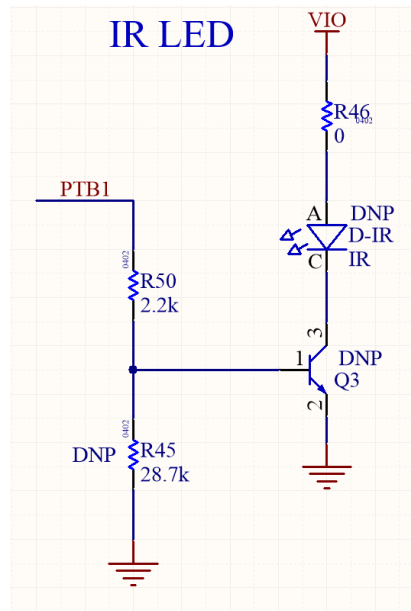 IR LED
VIO
R46
0402
0
PTB1
A
DNP
D-IR
C
IR
0402
R50
2.2k
3
1
DNP
Q3
2
0402
DNP
R45
28.7k